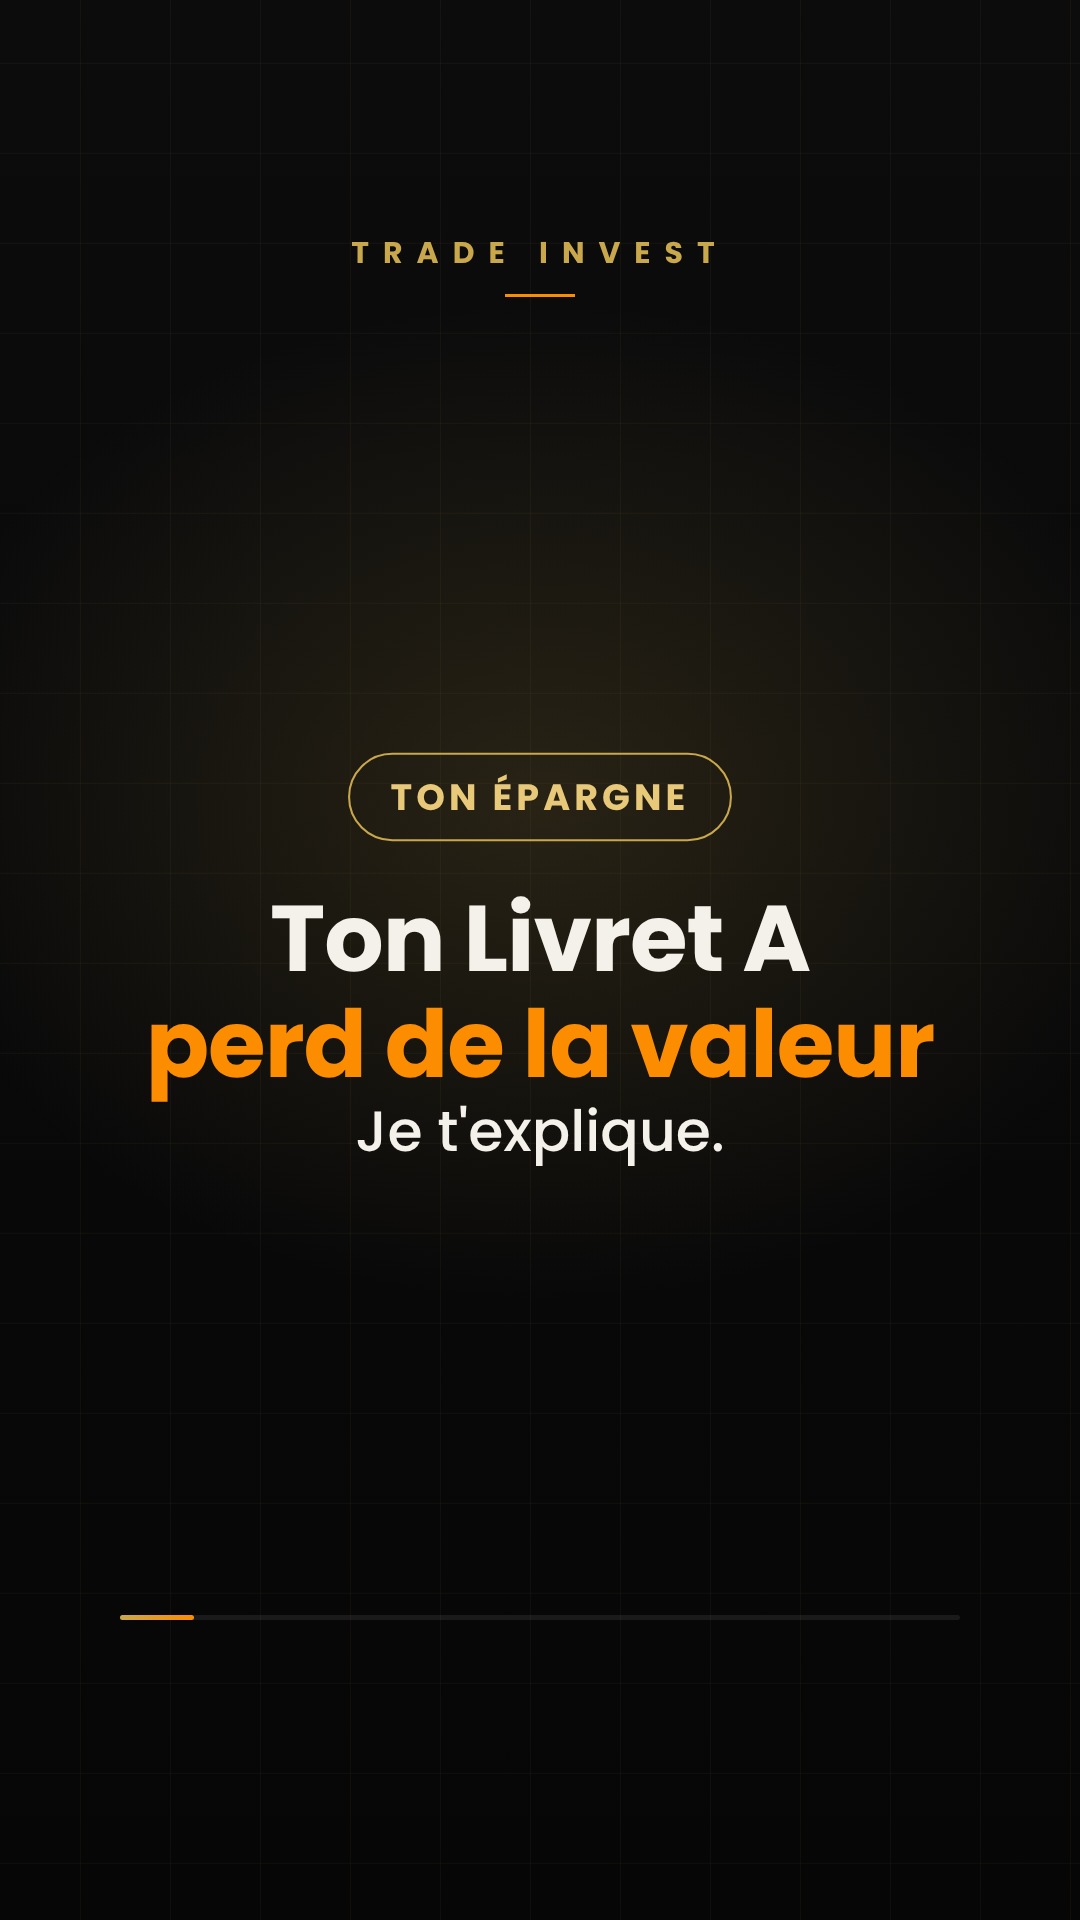 TRADE INVEST
TON ÉPARGNE
Ton Livret A
perd de la valeur
Je t'explique.